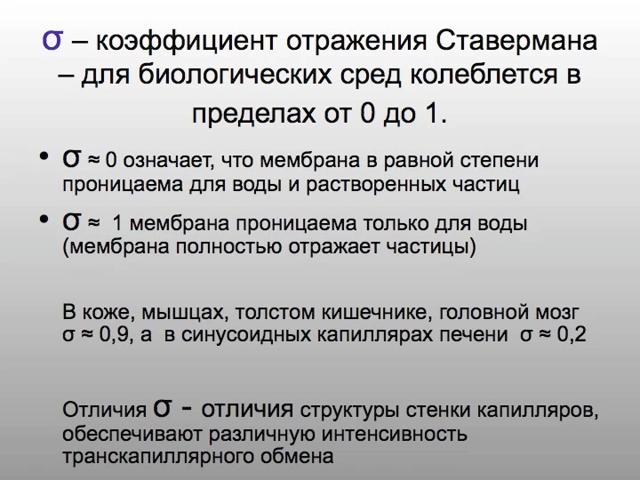 σ – коэффициент отражения Ставермана
– для биологических сред колеблется в
пределах от 0 до 1.
• σ ≈ 0 означает, что мембрана в равной степени
проницаема для воды и растворенных частиц
• σ ≈ 1 мембрана проницаема только для воды
(мембрана полностью отражает частицы)
В коже, мышцах, толстом кишечнике, головной мозг
σ ≈ 0,9, а в синусоидных капиллярах печени σ ≈ 0,2
Отличия σ - отличия структуры стенки капилляров,
обеспечивают различную интенсивность
транскапиллярного обмена